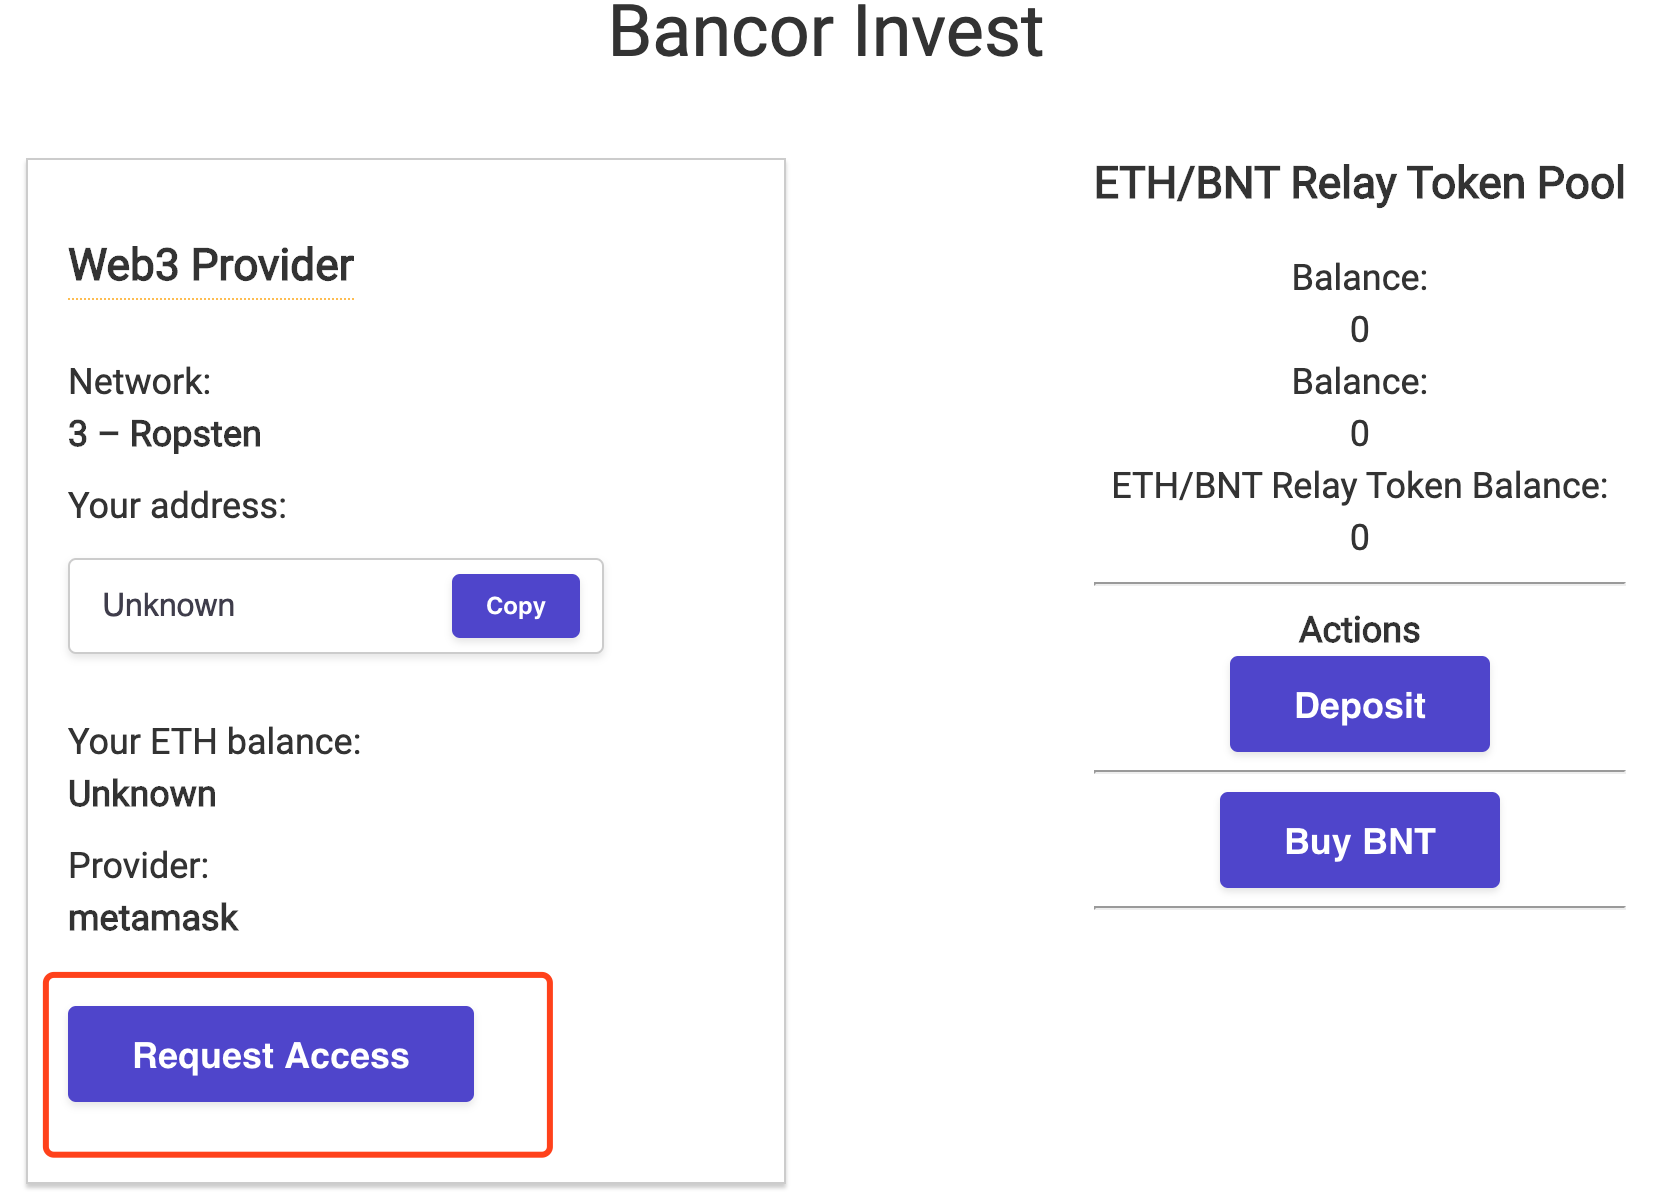 Bancor Invest
Web3 Provider
Network:
3 – Ropsten
Your address:
Unknown
Copy
Your ETH balance:
Unknown
Provider:
metamask
Request Access
ETH/BNT Relay Token Pool
Balance:
0
Balance:
0
ETH/BNT Relay Token Balance:
0
Actions
Deposit
Buy BNT